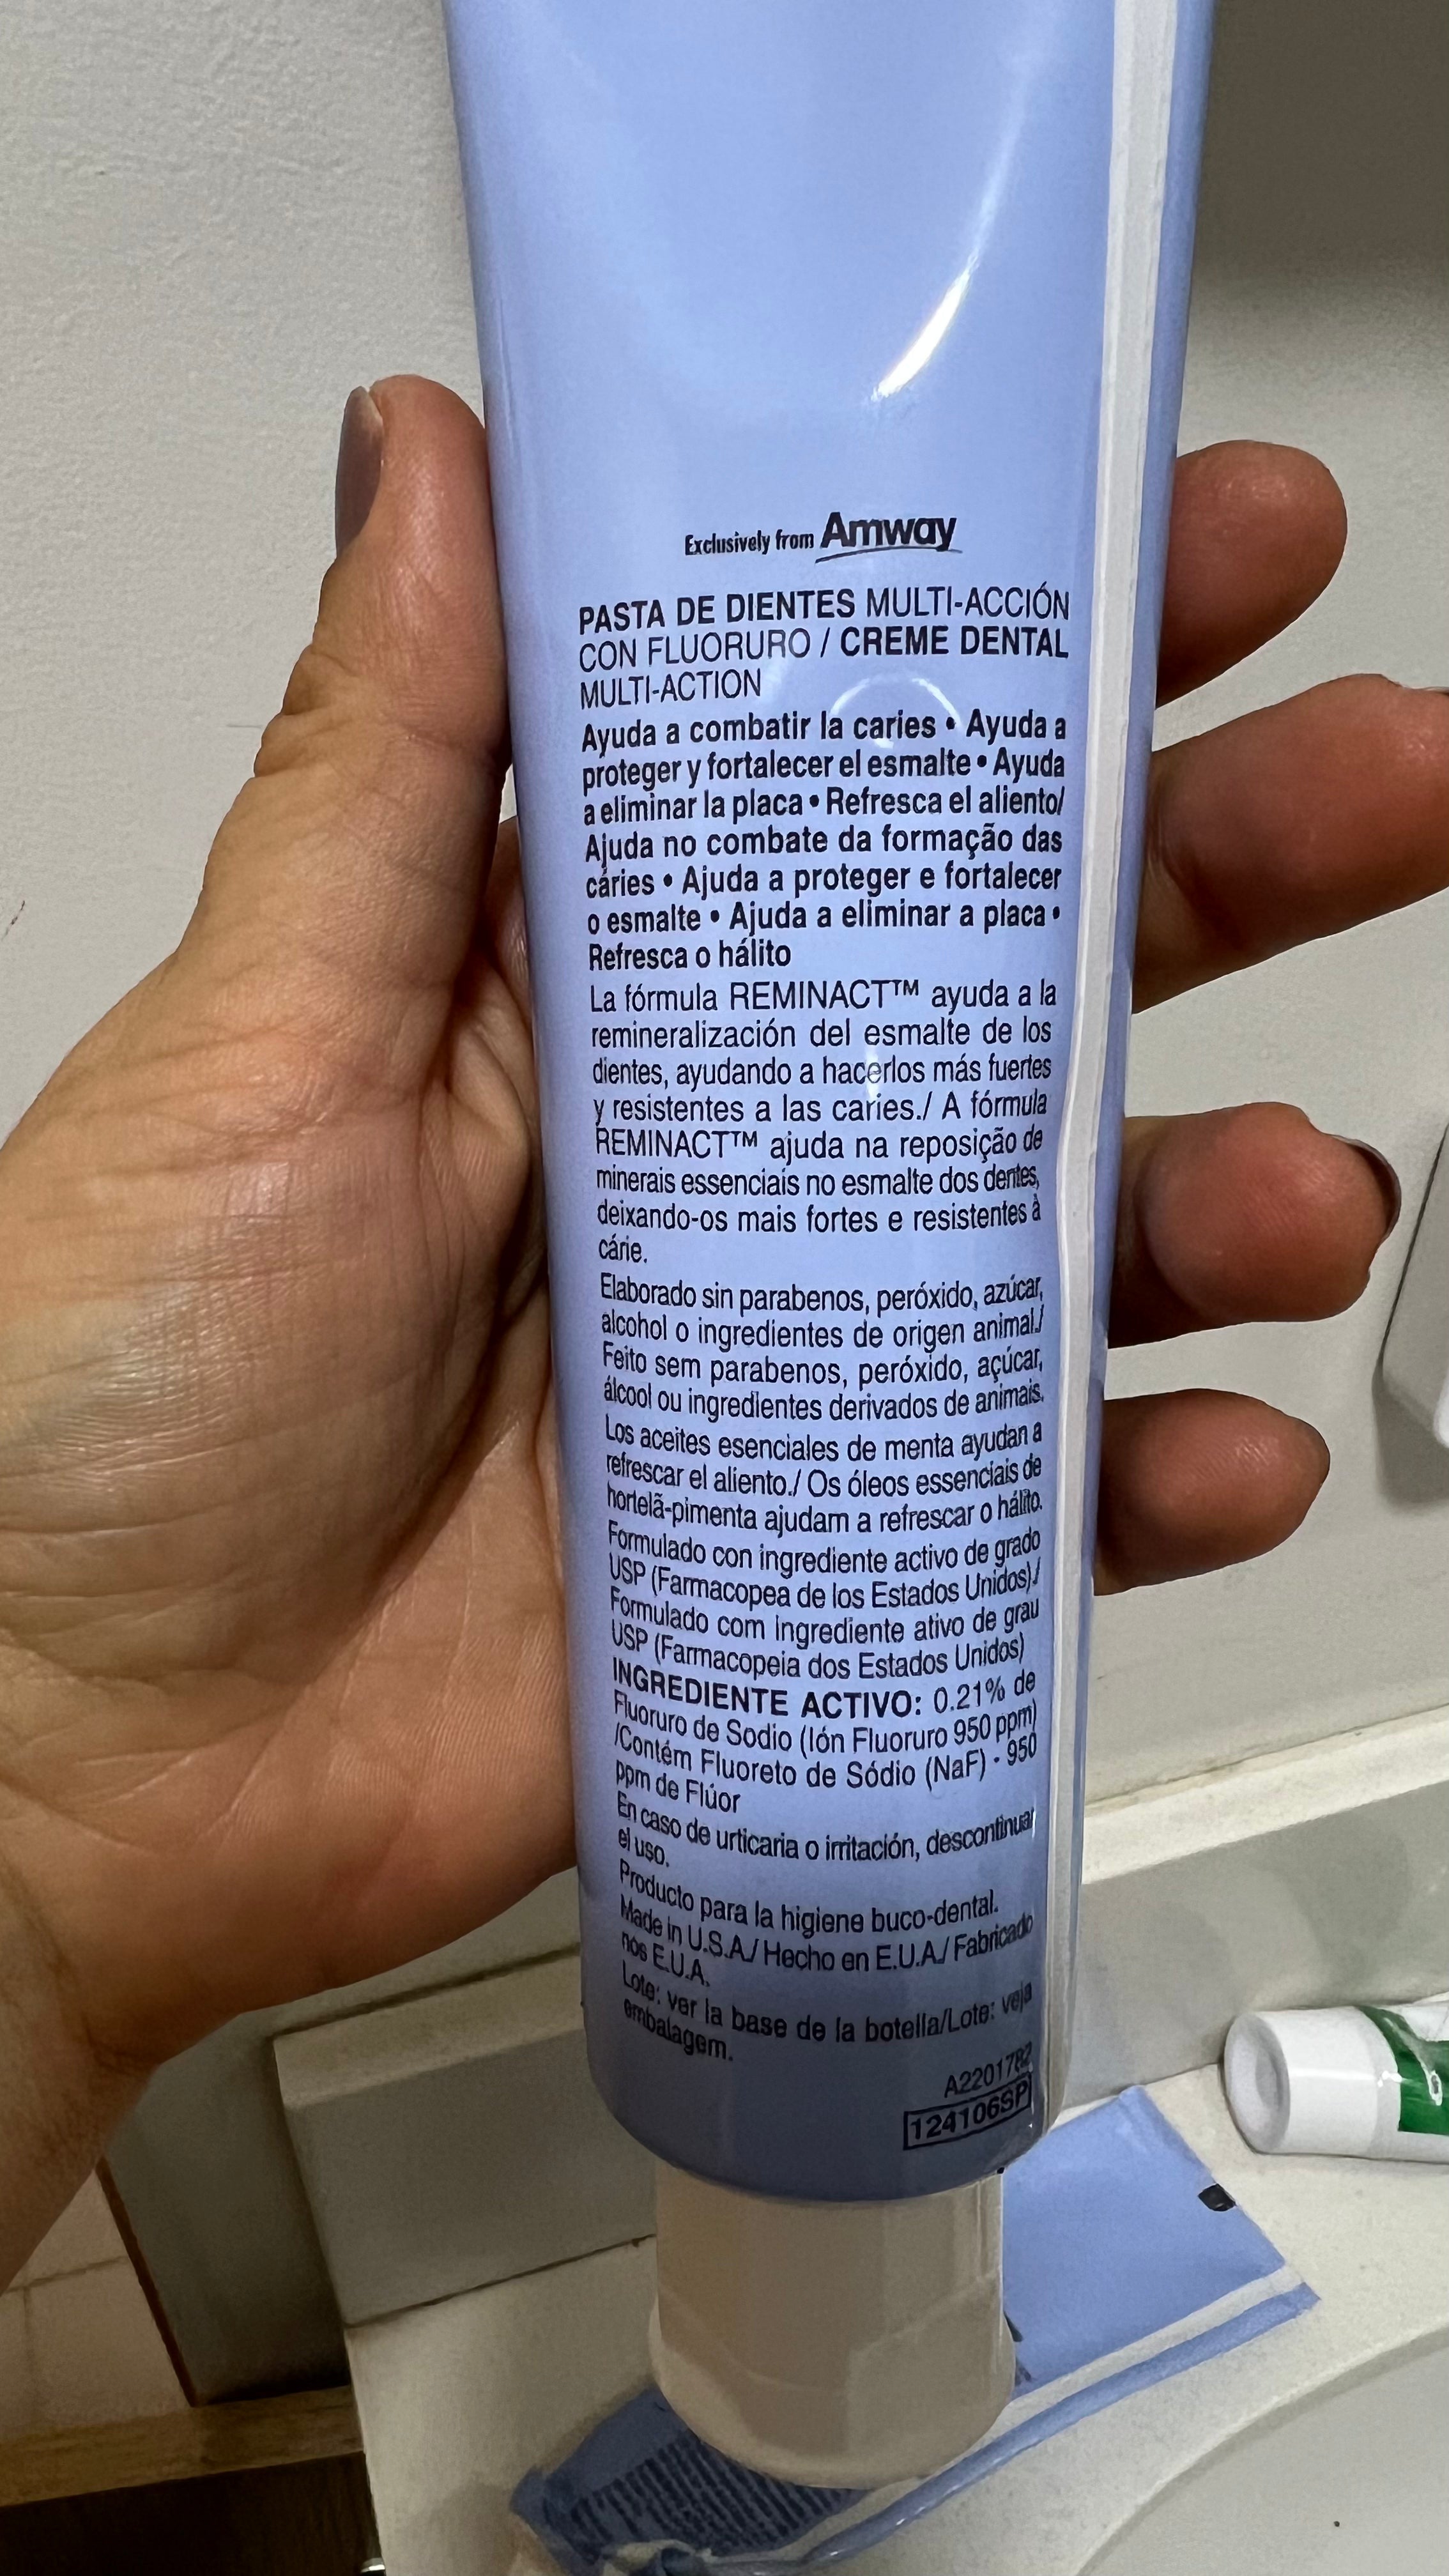 Exclusively from Amway
PASTA DE DIENTES MULTI-ACCIÓN
CON FLUORURO / CREME DENTAL
MULTI-ACTION
Ayuda a combatir la caries • Ayuda a
proteger y fortalecer el esmalte • Ayuda
a eliminar la placa • Refresca el aliento/
Ajuda no combate da formação das
cáries • Ajuda a proteger e fortalecer
o esmalte • Ajuda a eliminar a placa •
Refresca o hálito
La fórmula REMINACT™ ayuda a la
remineralización del esmalte de los
dientes, ayudando a hacerlos más fuertes
y resistentes a las caries./ A fórmula
REMINACT™ ajuda na reposição de
minerais essenciais no esmalte dos dentes,
deixando-os mais fortes e resistentes à
cárie.
Elaborado sin parabenos, peróxido, azúcar,
alcohol o ingredientes de origen animal./
Feito sem parabenos, peróxido, açúcar,
álcool ou ingredientes derivados de animais.
Los aceites esenciales de menta ayudan a
refrescar el aliento./ Os óleos essenciais de
hortelã-pimenta ajudam a refrescar o hálito.
Formulado con ingrediente activo de grado
USP (Farmacopea de los Estados Unidos)./
Formulado com ingrediente ativo de grau
USP (Farmacopeia dos Estados Unidos)
INGREDIENTE ACTIVO: 0.21% de
Fluoruro de Sodio (Ión Fluoruro 950 ppm)
/Contém Fluoreto de Sódio (NaF) - 950
ppm de Flúor
En caso de urticaria o irritación, descontinuar
el uso.
Producto para la higiene buco-dental.
Made in U.S.A./ Hecho en E.U.A./ Fabricado
nos E.U.A.
Lote: ver la base de la botella/Lote: veja
embalagem.
A2201782
124106SP